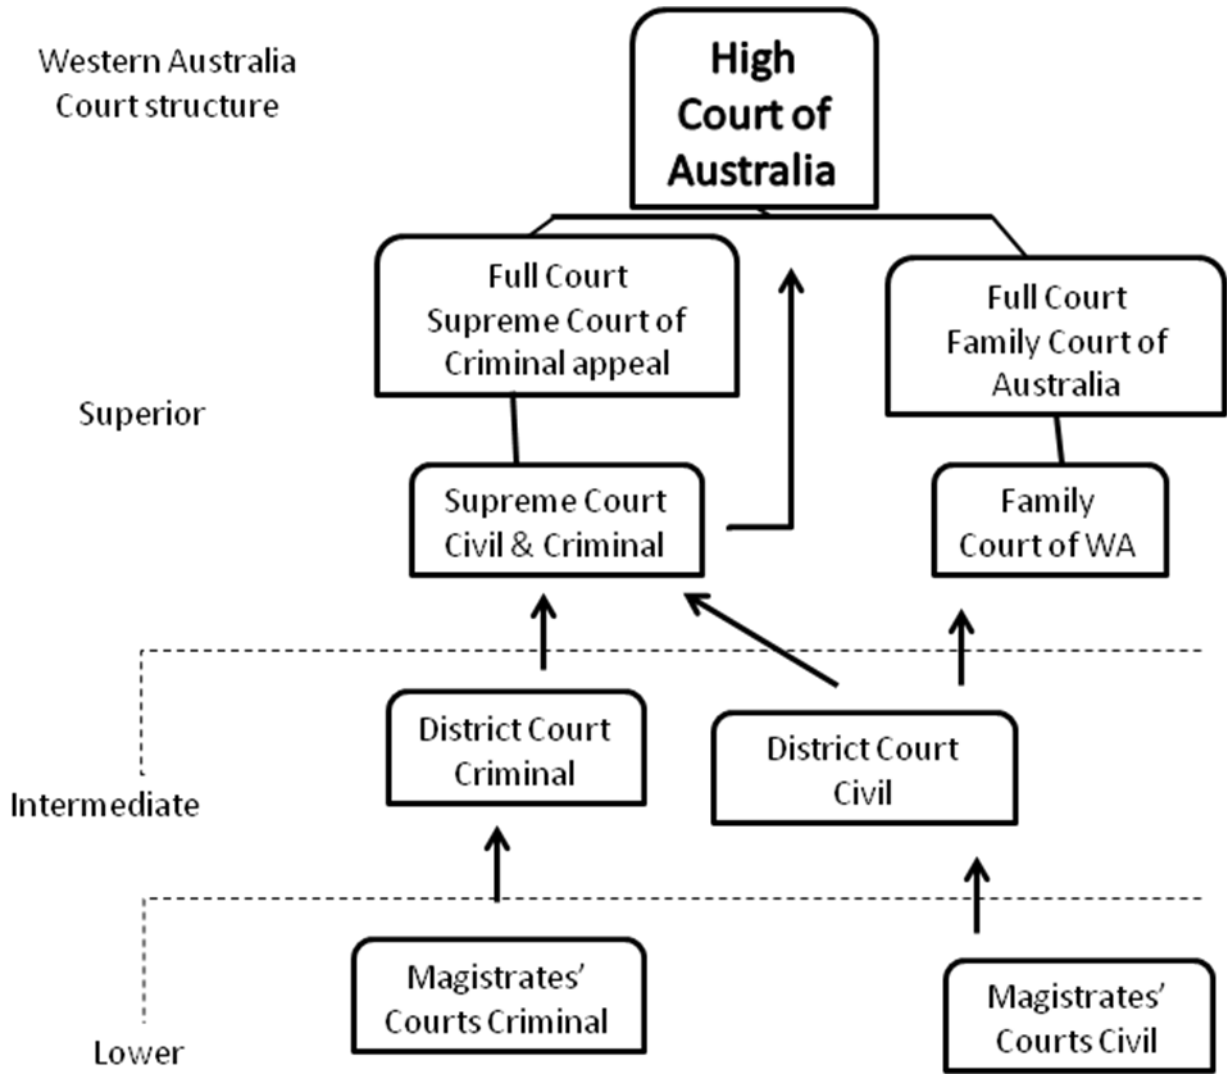 Western Australia
Court structure
High
Court of
Australia
Full Court
Supreme Court of
Criminal appeal
Full Court
Family Court of
Australia
Superior
Supreme Court
Civil & Criminal
Family
Court of WA
District Court
Criminal
District Court
Civil
Intermediate
Magistrates’
Courts Criminal
Magistrates’
Courts Civil
Lower